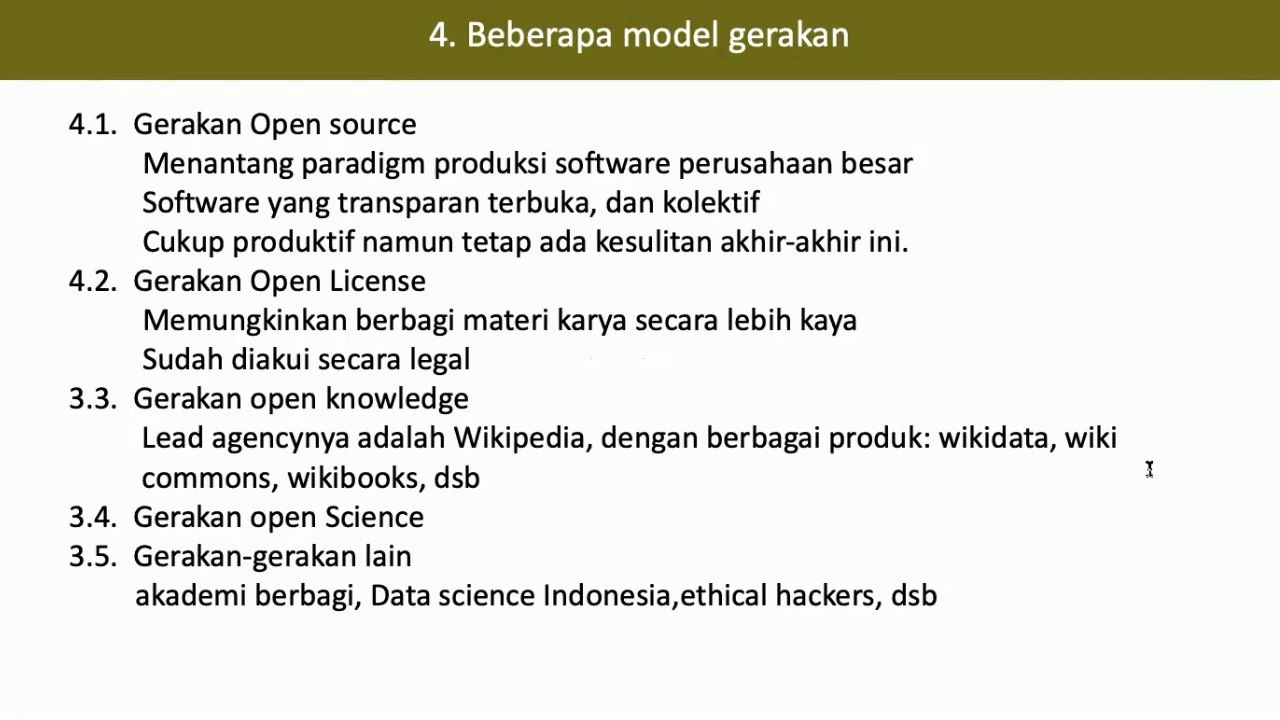 4. Beberapa model gerakan
4.1. Gerakan Open source
Menantang paradigm produksi software perusahaan besar
Software yang transparan terbuka, dan kolektif
Cukup produktif namun tetap ada kesulitan akhir-akhir ini.
4.2. Gerakan Open License
Memungkinkan berbagi materi karya secara lebih kaya
Sudah diakui secara legal
3.3. Gerakan open knowledge
Lead agencynya adalah Wikipedia, dengan berbagai produk: wikidata, wiki
commons, wikibooks, dsb
3.4. Gerakan open Science
3.5. Gerakan-gerakan lain
akademi berbagi, Data science Indonesia,ethical hackers, dsb